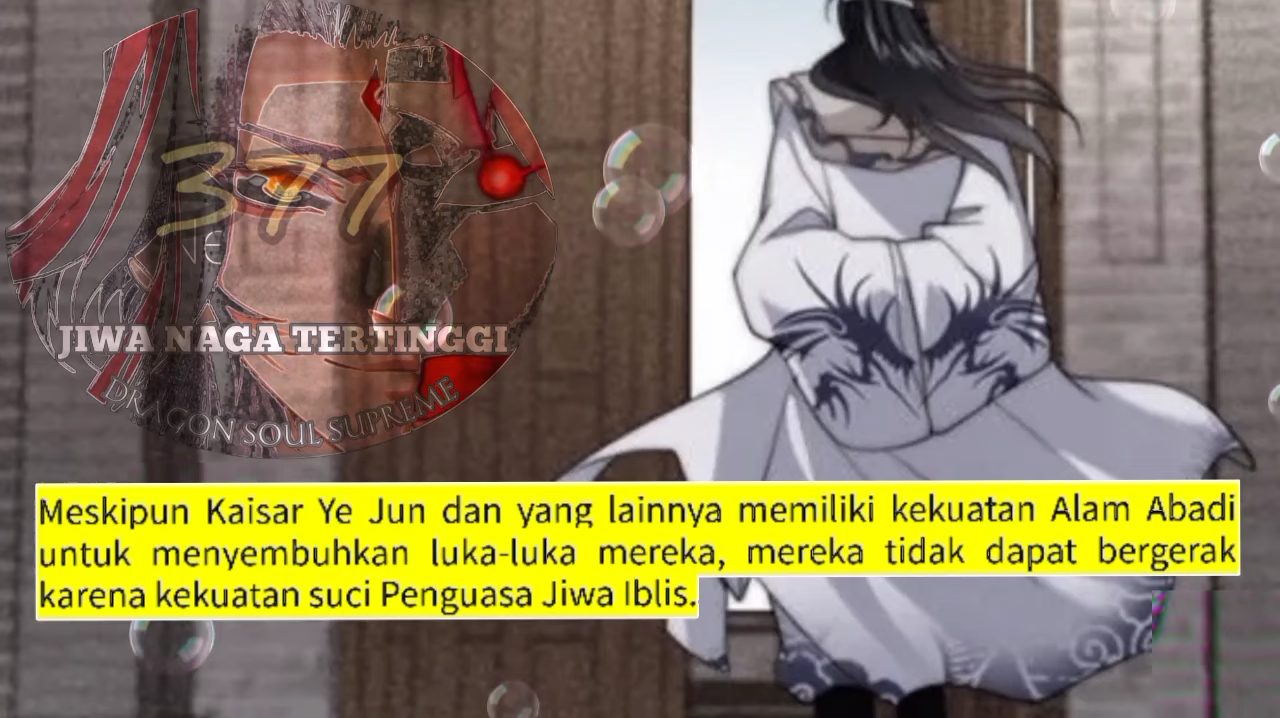 377
JIWA NAGA TERTINGGI
DRAGON SOUL SUPREME
Meskipun Kaisar Ye Jun dan yang lainnya memiliki kekuatan Alam Abadi
untuk menyembuhkan luka-luka mereka, mereka tidak dapat bergerak
karena kekuatan suci Penguasa Jiwa Iblis.